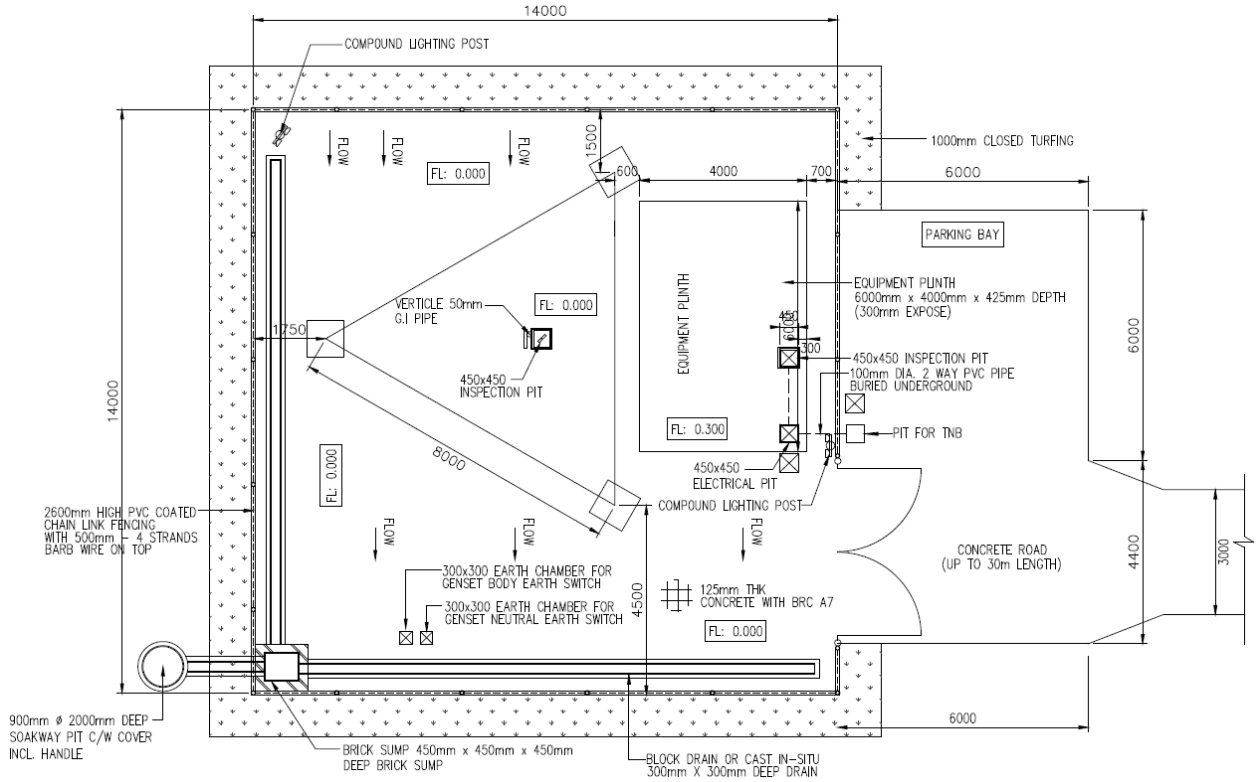 14000
COMPOUND LIGHTING POST
1000mm CLOSED TURFING
FLOW
FLOW
FLOW
1500
FL: 0.000
600
4000
700
6000
PARKING BAY
14000
EQUIPMENT PLINTH
EQUIPMENT PLINTH
6000mm x 4000mm x 425mm DEPTH
(300mm EXPOSE)
6000
VERTICLE 50mm
G.I PIPE
FL: 0.000
1750
450
6000
300
450x450 INSPECTION PIT
100mm DIA. 2 WAY PVC PIPE
BURIED UNDERGROUND
450x450
INSPECTION PIT
8000
FL: 0.300
PIT FOR TNB
FL: 0.000
450x450
ELECTRICAL PIT
COMPOUND LIGHTING POST
2600mm HIGH PVC COATED
CHAIN LINK FENCING
WITH 500mm - 4 STRANDS
BARB WIRE ON TOP
FLOW
FLOW
FLOW
CONCRETE ROAD
(UP TO 30m LENGTH)
4400
3000
300x300 EARTH CHAMBER FOR
GENSET BODY EARTH SWITCH
300x300 EARTH CHAMBER FOR
GENSET NEUTRAL EARTH SWITCH
4500
125mm THK
CONCRETE WITH BRC A7
FL: 0.000
900mm ø 2000mm DEEP
SOAKWAY PIT C/W COVER
INCL. HANDLE
BRICK SUMP 450mm x 450mm x 450mm
DEEP BRICK SUMP
BLOCK DRAIN OR CAST IN-SITU
300mm X 300mm DEEP DRAIN
6000